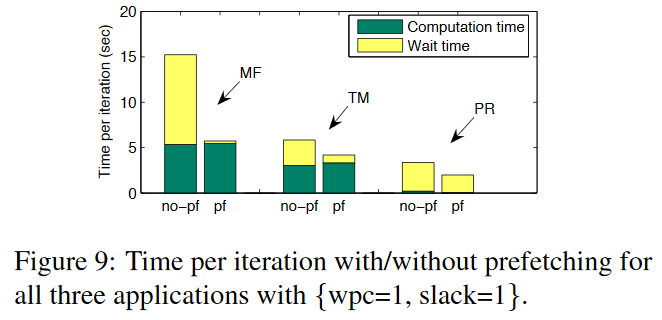 20
15
10
5
0
Time per iteration (sec)
Computation time
Wait time
MF
TM
PR
no-pf pf no-pf pf no-pf pf
Figure 9: Time per iteration with/without prefetching for
all three applications with {wpc=1, slack=1}.